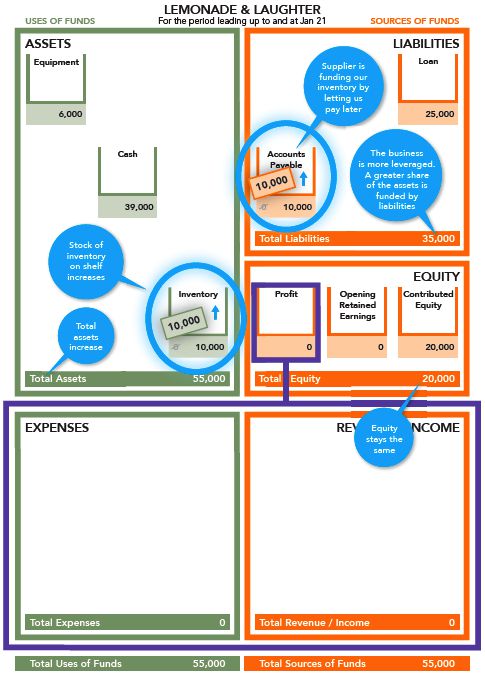 LEMONADE & LAUGHTER
USES OF FUNDS
For the period leading up to and at Jan 21
SOURCES OF FUNDS
ASSETS
Equipment
6,000
Cash
39,000
Stock of
inventory
on shelf
increases
Inventory
10,000
-0-
10,000
Total
assets
increase
Total Assets
55,000
LIABILITIES
Supplier is
funding our
inventory by
letting us
pay later
Loan
25,000
Accounts
Payable
10,000
-0-
10,000
The business
is more leveraged.
A greater share
of the assets is
funded by
liabilities
Total Liabilities
35,000
EQUITY
Profit
0
Opening
Retained
Earnings
0
Contributed
Equity
20,000
Total Equity
20,000
Equity
stays the
same
EXPENSES
Total Expenses
0
REV NCOME
Total Revenue / Income
0
Total Uses of Funds
55,000
Total Sources of Funds
55,000